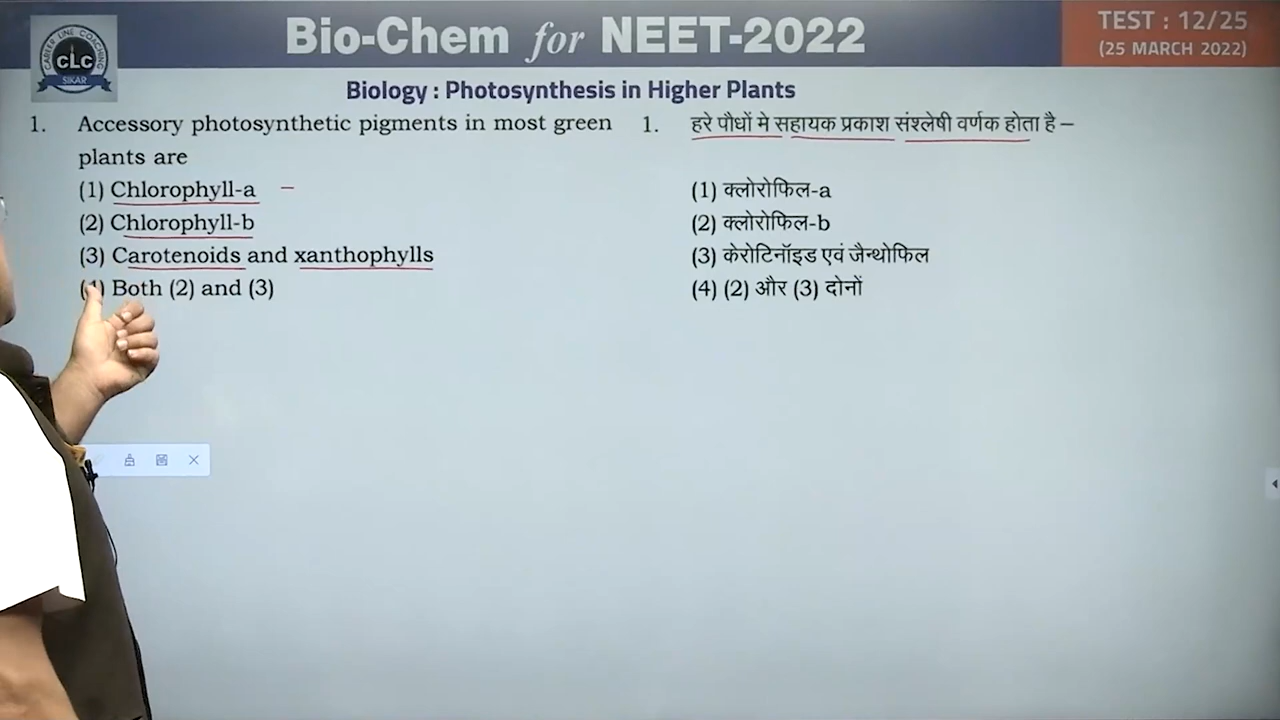 Bio-Chem for NEET-2022
TEST : 12/25
(25 MARCH 2022)
CAREER LINE COACHING
CLC
SIKAR
Biology : Photosynthesis in Higher Plants
1. Accessory photosynthetic pigments in most green
plants are
(1) Chlorophyll-a
(2) Chlorophyll-b
(3) Carotenoids and xanthophylls
(4) Both (2) and (3)
1. हरे पौधों मे सहायक प्रकाश संश्लेषी वर्णक होता है –
(1) क्लोरोफिल-a
(2) क्लोरोफिल-b
(3) केरोटिनॉइड एवं जैन्थोफिल
(4) (2) और (3) दोनों